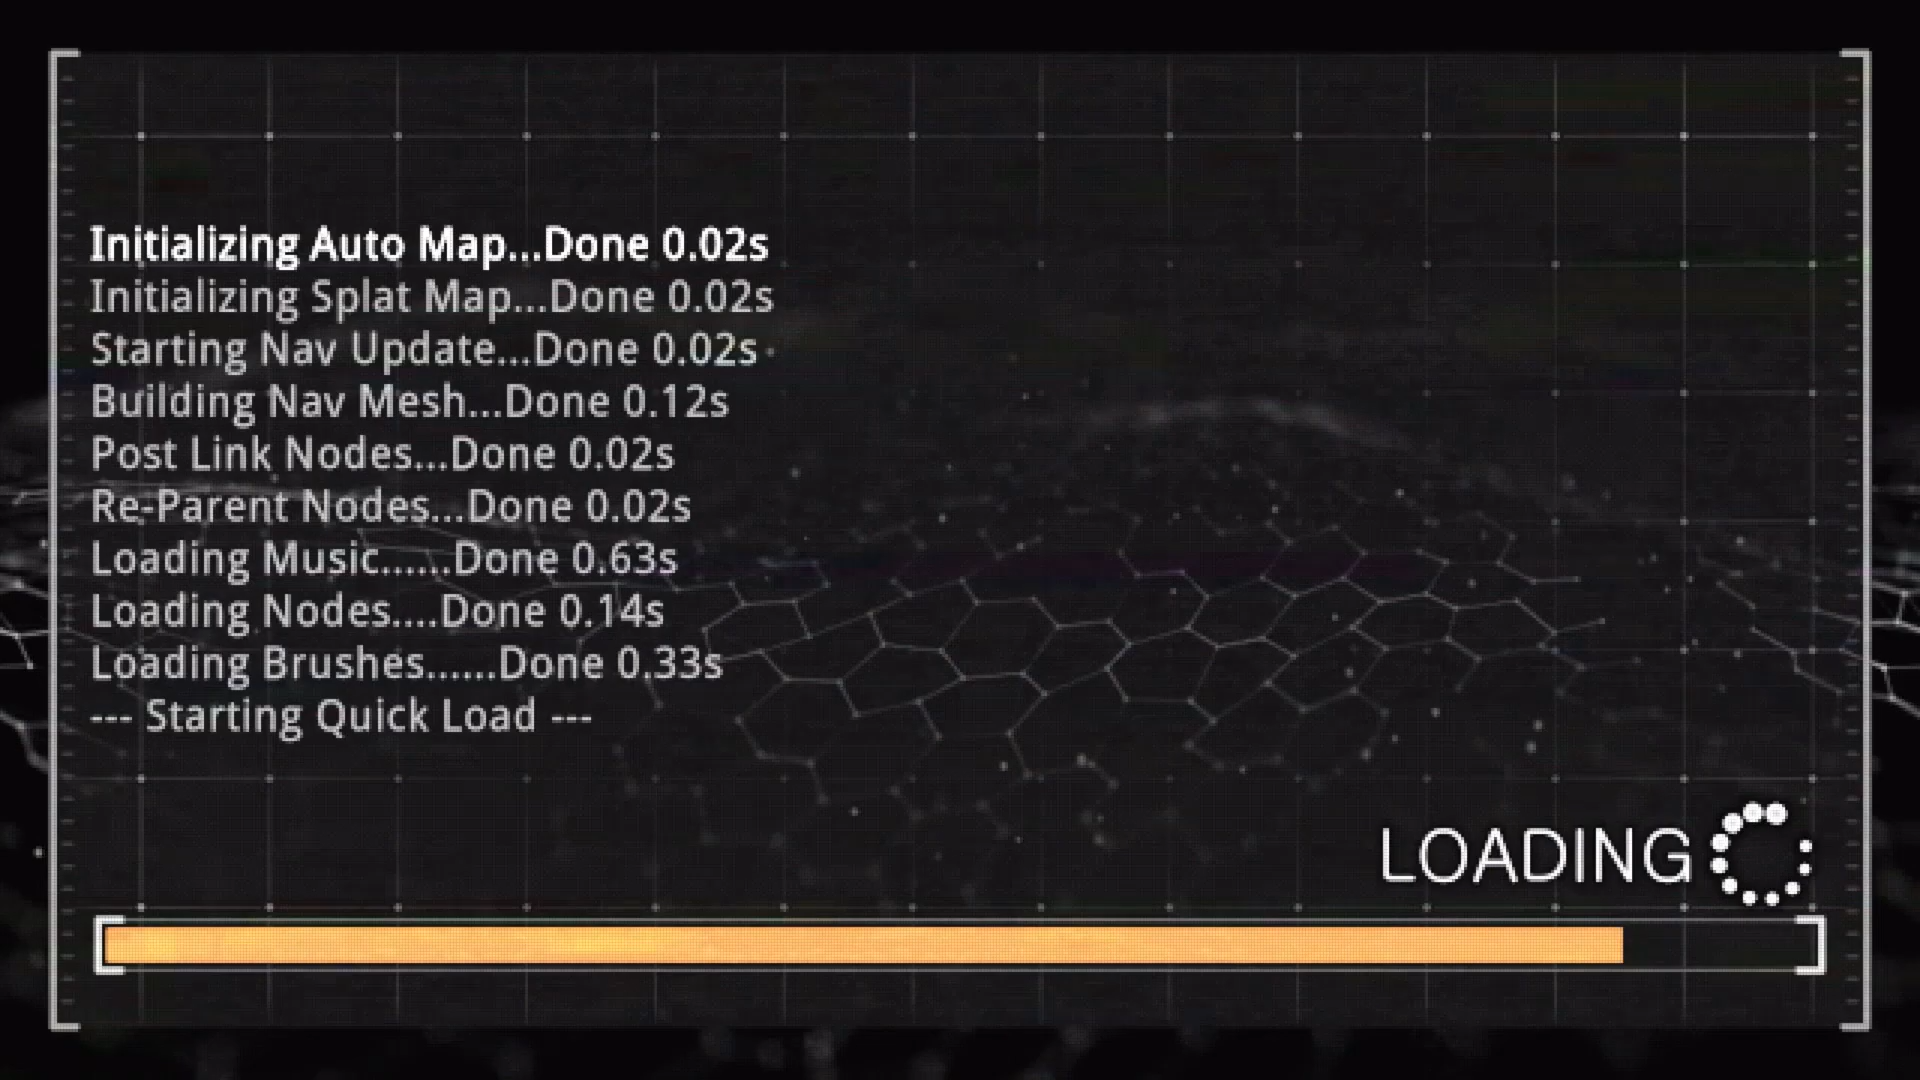 Initializing Auto Map...Done 0.02s
Initializing Splat Map...Done 0.02s
Starting Nav Update...Done 0.02s
Building Nav Mesh...Done 0.12s
Post Link Nodes...Done 0.02s
Re-Parent Nodes...Done 0.02s
Loading Music......Done 0.63s
Loading Nodes....Done 0.14s
Loading Brushes......Done 0.33s
--- Starting Quick Load ---
LOADING